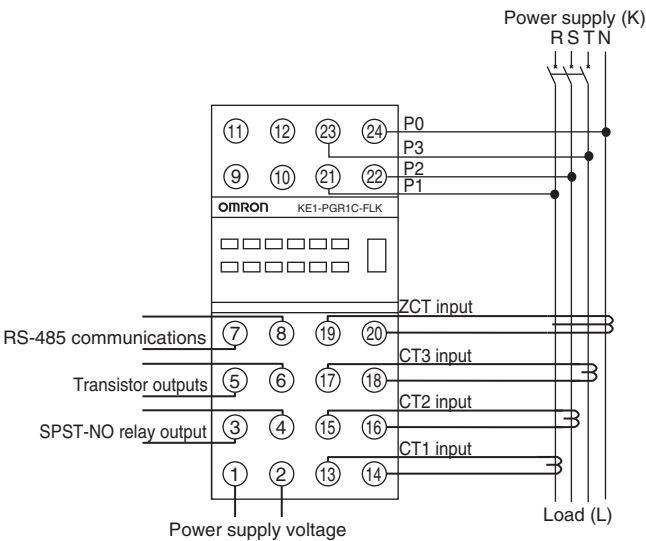 Power supply (K)
R S T N
⑪ ⑫ ㉓ ㉔ P0
P3
⑨ ⑩ ㉑ ㉒ P2
P1
OMRON KE1-PGR1C-FLK
ZCT input
RS-485 communications ⑦ ⑧ ⑲ ⑳
CT3 input
Transistor outputs ⑤ ⑥ ⑰ ⑱
CT2 input
SPST-NO relay output ③ ④ ⑮ ⑯
CT1 input
① ② ⑬ ⑭
Load (L)
Power supply voltage